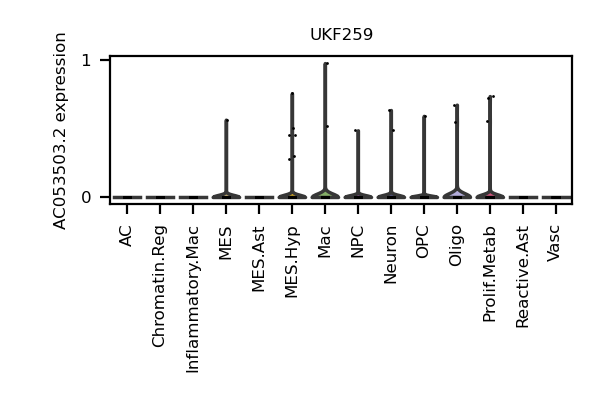 UKF259
AC053503.2 expression
1
0
AC
Chromatin.Reg
Inflammatory.Mac
MES
MES.Ast
MES.Hyp
Mac
NPC
Neuron
OPC
Oligo
Prolif.Metab
Reactive.Ast
Vasc